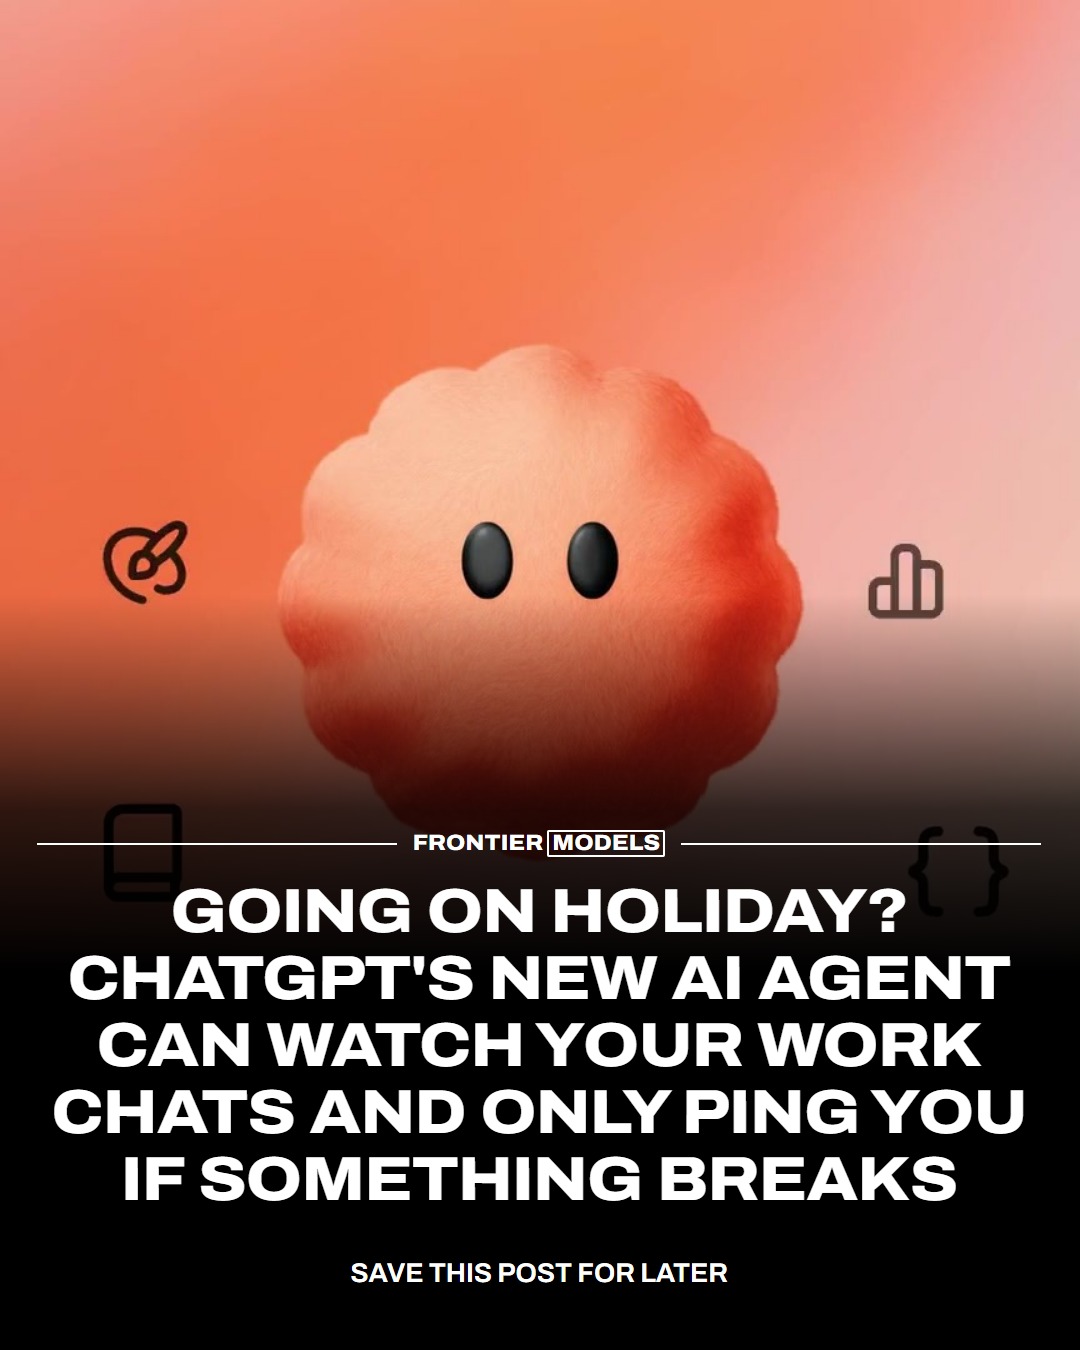 FRONTIER MODELS
GOING ON HOLIDAY?
CHATGPT'S NEW AI AGENT
CAN WATCH YOUR WORK
CHATS AND ONLY PING YOU
IF SOMETHING BREAKS
SAVE THIS POST FOR LATER